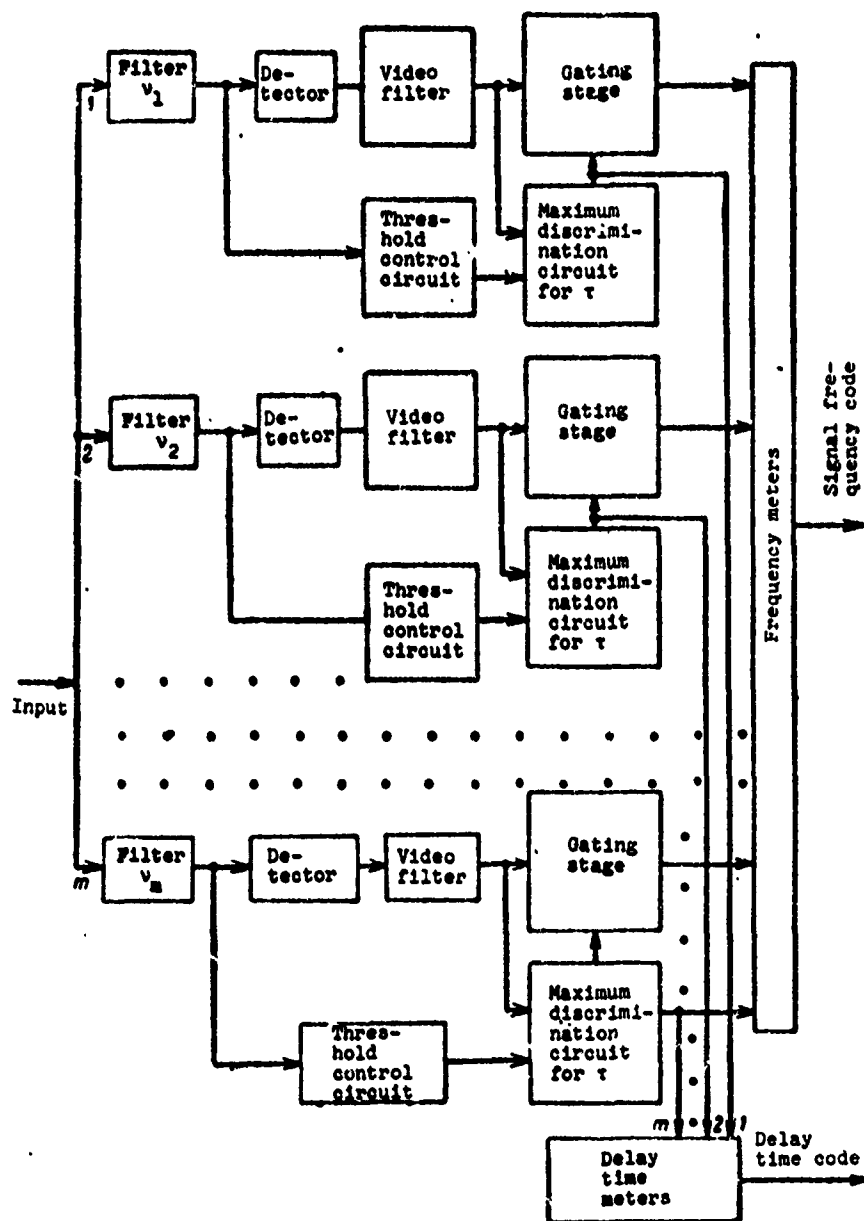 Filter
ν1
1
De-
tector
Video
filter
Gating
stage
Thres-
hold
control
circuit
Maximum
discrimi-
nation
circuit
for τ
Filter
ν2
2
De-
tector
Video
filter
Gating
stage
Thres-
hold
control
circuit
Maximum
discrimi-
nation
circuit
for τ
Frequency meters
Signal fre-
quency code
Input
Filter
νm
m
De-
tector
Video
filter
Gating
stage
Thres-
hold
control
circuit
Maximum
discrimi-
nation
circuit
for τ
m 2 1
Delay
time
meters
Delay
time code